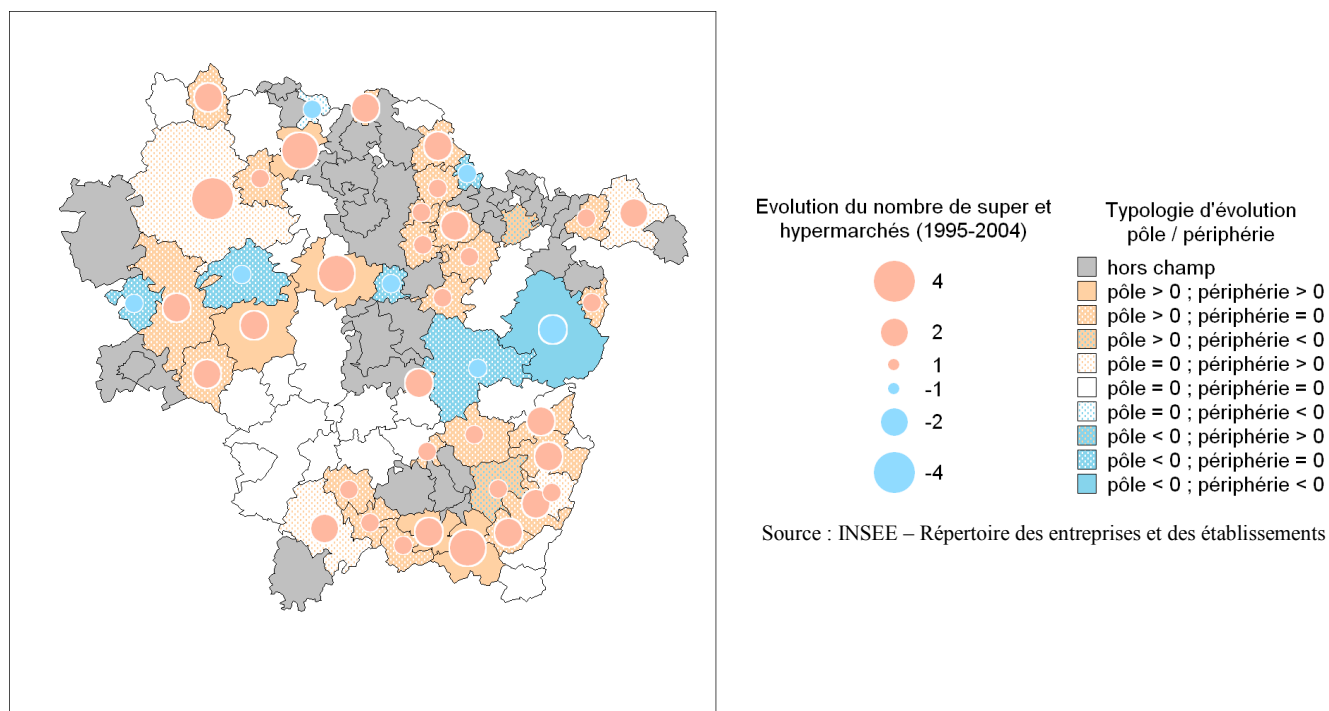 Evolution du nombre de super et
hypermarchés (1995-2004)
4
2
1
-1
-2
-4
Typologie d'évolution
pôle / périphérie
hors champ
pôle > 0 ; périphérie > 0
pôle > 0 ; périphérie = 0
pôle > 0 ; périphérie < 0
pôle = 0 ; périphérie > 0
pôle = 0 ; périphérie = 0
pôle = 0 ; périphérie < 0
pôle < 0 ; périphérie > 0
pôle < 0 ; périphérie = 0
pôle < 0 ; périphérie < 0
Source : INSEE – Répertoire des entreprises et des établissements